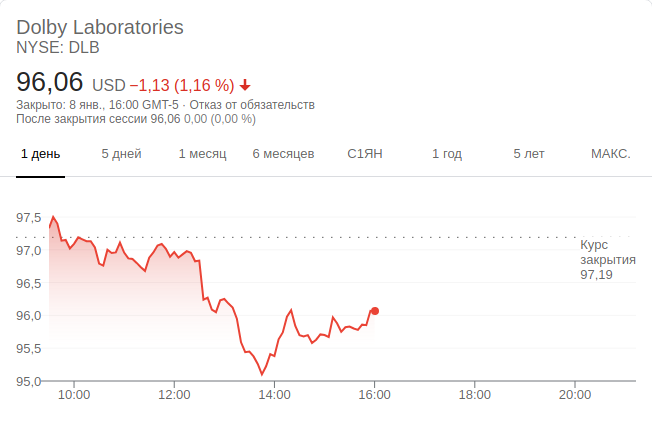 Dolby Laboratories
NYSE: DLB
96,06 USD −1,13 (1,16 %)
Закрыто: 8 янв., 16:00 GMT-5 · Отказ от обязательств
После закрытия сессии 96,06 0,00 (0,00 %)
1 день 5 дней 1 месяц 6 месяцев С1ЯН 1 год 5 лет МАКС.
97,5
97,0
96,5
96,0
95,5
95,0
Курс
закрытия
97,19
10:00 12:00 14:00 16:00 18:00 20:00